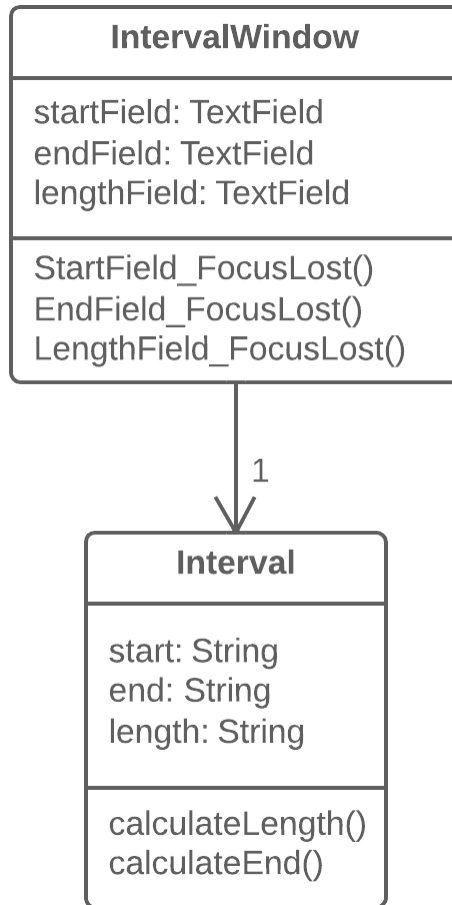 IntervalWindow
startField: TextField
endField: TextField
lengthField: TextField
StartField_FocusLost()
EndField_FocusLost()
LengthField_FocusLost()
1
Interval
start: String
end: String
length: String
calculateLength()
calculateEnd()